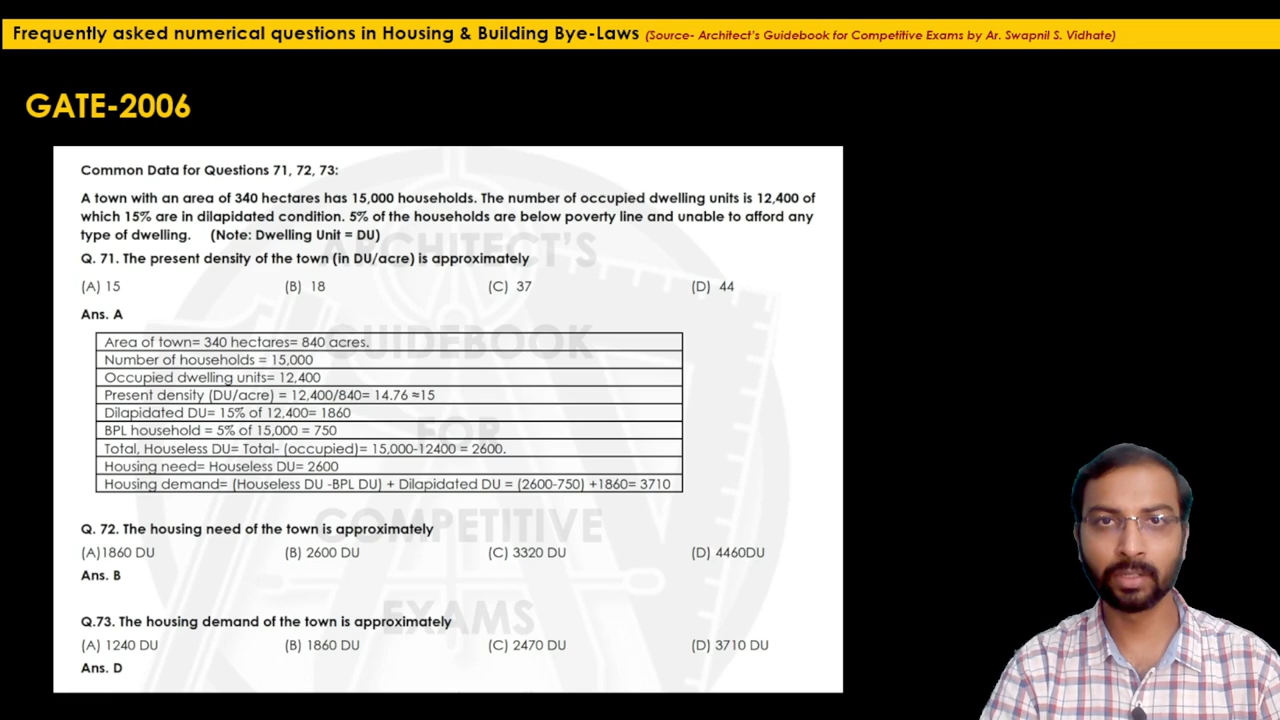 Frequently asked numerical questions in Housing & Building Bye-Laws (Source- Architect's Guidebook for Competitive Exams by Ar. Swapnil S. Vidhate)
GATE-2006
Common Data for Questions 71, 72, 73:
A town with an area of 340 hectares has 15,000 households. The number of occupied dwelling units is 12,400 of
which 15% are in dilapidated condition. 5% of the households are below poverty line and unable to afford any
type of dwelling. (Note: Dwelling Unit = DU)
Q. 71. The present density of the town (in DU/acre) is approximately
(A) 15 (B) 18 (C) 37 (D) 44
Ans. A
Area of town= 340 hectares= 840 acres.
Number of households = 15,000
Occupied dwelling units= 12,400
Present density (DU/acre) = 12,400/840= 14.76 ≈15
Dilapidated DU= 15% of 12,400= 1860
BPL household = 5% of 15,000 = 750
Total, Houseless DU= Total- (occupied)= 15,000-12400 = 2600.
Housing need= Houseless DU= 2600
Housing demand= (Houseless DU -BPL DU) + Dilapidated DU = (2600-750) +1860= 3710
Q. 72. The housing need of the town is approximately
(A)1860 DU (B) 2600 DU (C) 3320 DU (D) 4460DU
Ans. B
Q.73. The housing demand of the town is approximately
(A) 1240 DU (B) 1860 DU (C) 2470 DU (D) 3710 DU
Ans. D
ARCHITECT'S
GUIDEBOOK
FOR
COMPETITIVE
EXAMS